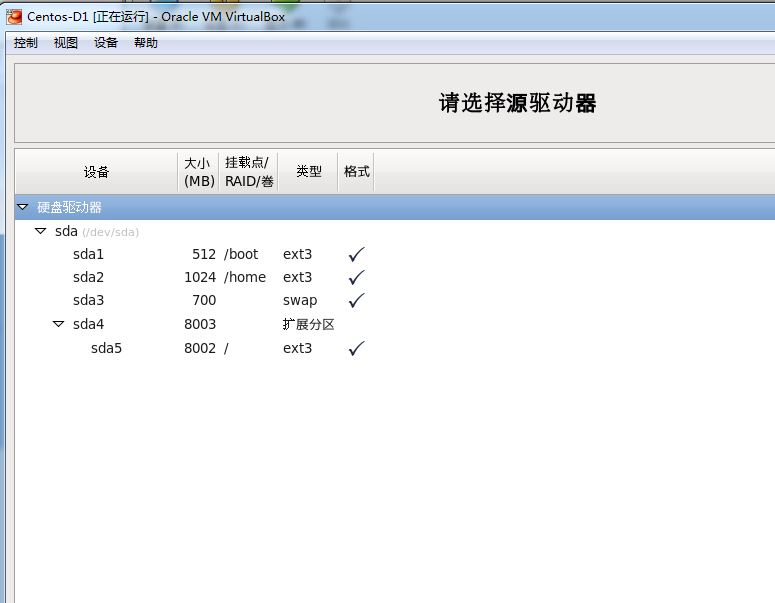 Centos-D1 [正在运行] - Oracle VM VirtualBox
控制 视图 设备 帮助
请选择源驱动器
设备 大小 (MB) 挂载点/ RAID/卷 类型 格式
硬盘驱动器
sda (/dev/sda)
sda1 512 /boot ext3
sda2 1024 /home ext3
sda3 700 swap
sda4 8003 扩展分区
sda5 8002 / ext3